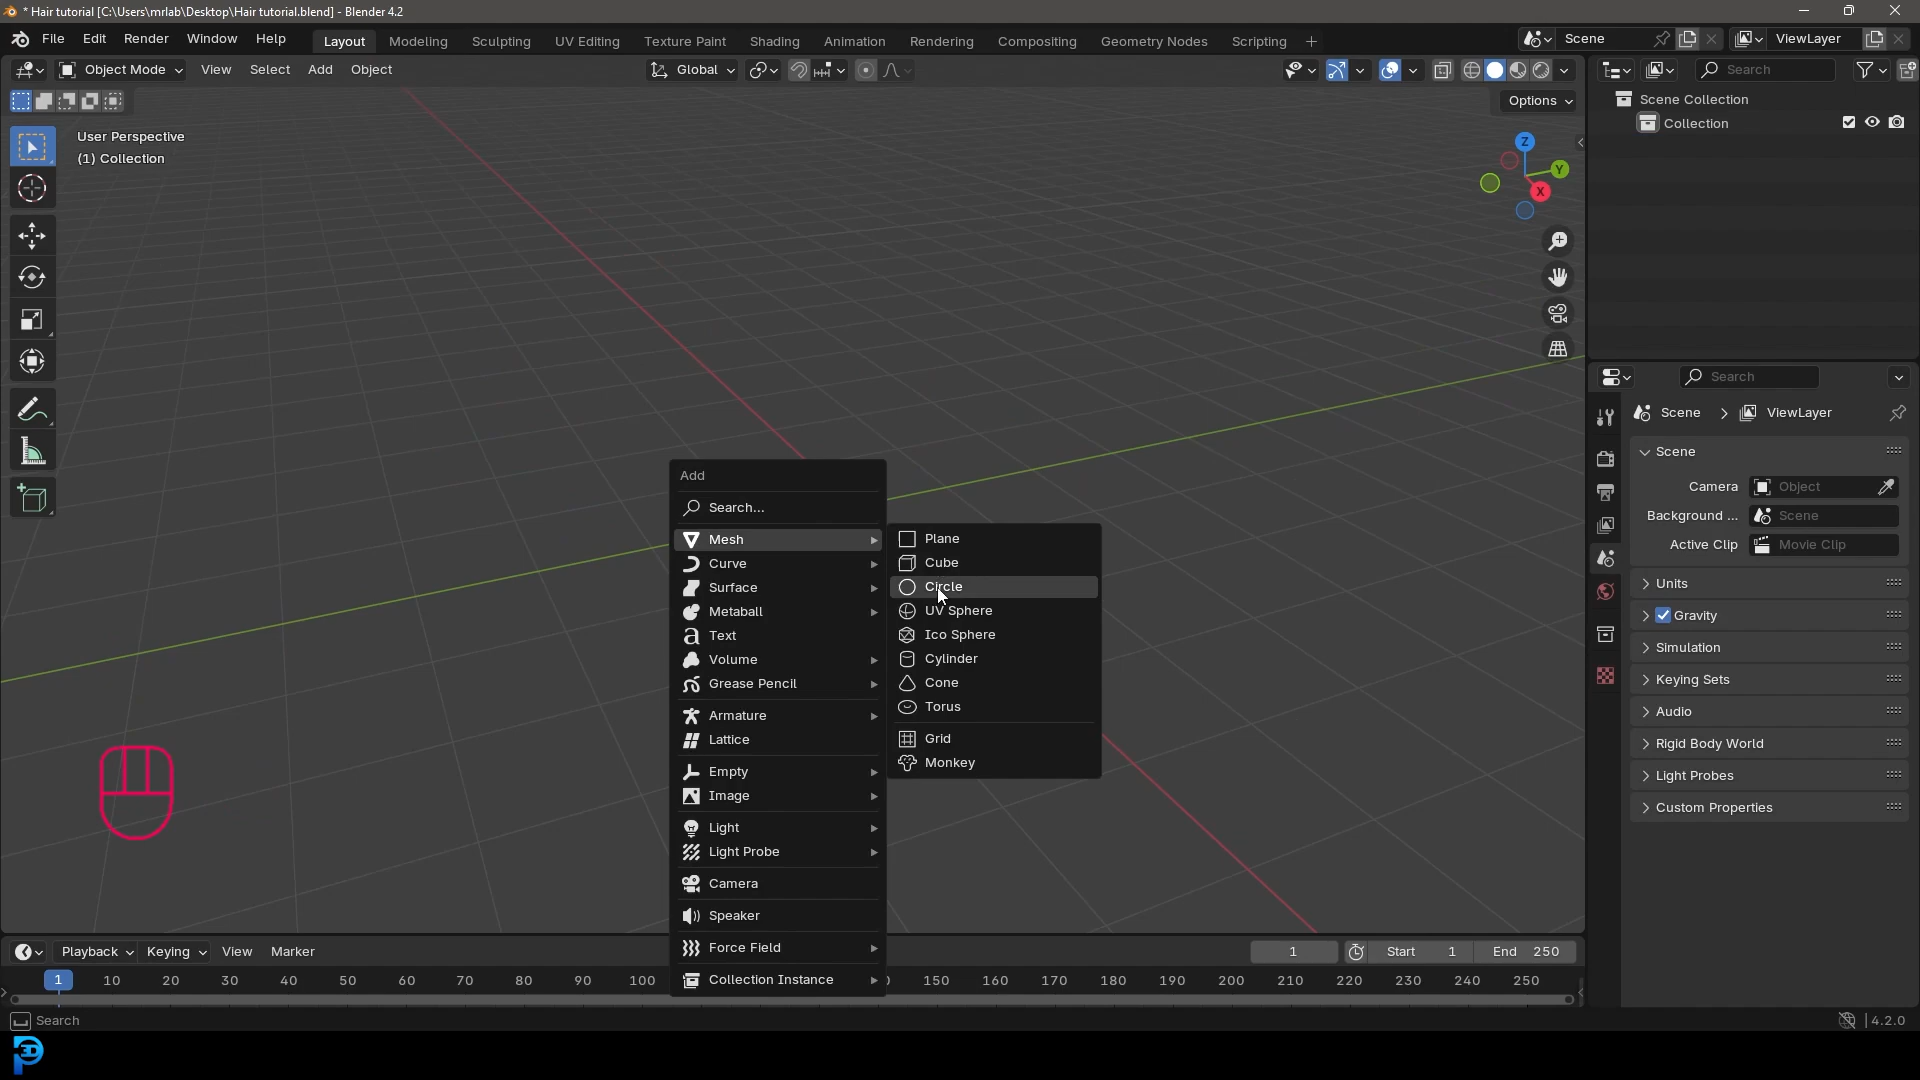 * Hair tutorial [C:\Users\mrlab\Desktop\Hair tutorial.blend] - Blender 4.2
File Edit Render Window Help Layout Modeling Sculpting UV Editing Texture Paint Shading Animation Rendering Compositing Geometry Nodes Scripting + Scene ViewLayer
Object Mode View Select Add Object Global Search
Options
Scene Collection
Collection
User Perspective
(1) Collection
Z
Y
X
Search
Scene > ViewLayer
Scene
Camera Object
Background ... Scene
Active Clip Movie Clip
Units
Gravity
Simulation
Keying Sets
Audio
Rigid Body World
Light Probes
Custom Properties
Add
Search...
Mesh
Curve
Surface
Metaball
Text
Volume
Grease Pencil
Armature
Lattice
Empty
Image
Light
Light Probe
Camera
Speaker
Force Field
Collection Instance
Plane
Cube
Circle
UV Sphere
Ico Sphere
Cylinder
Cone
Torus
Grid
Monkey
Playback Keying View Marker 1 Start 1 End 250
1 10 20 30 40 50 60 70 80 90 100 150 160 170 180 190 200 210 220 230 240 250
Search 4.2.0
3D